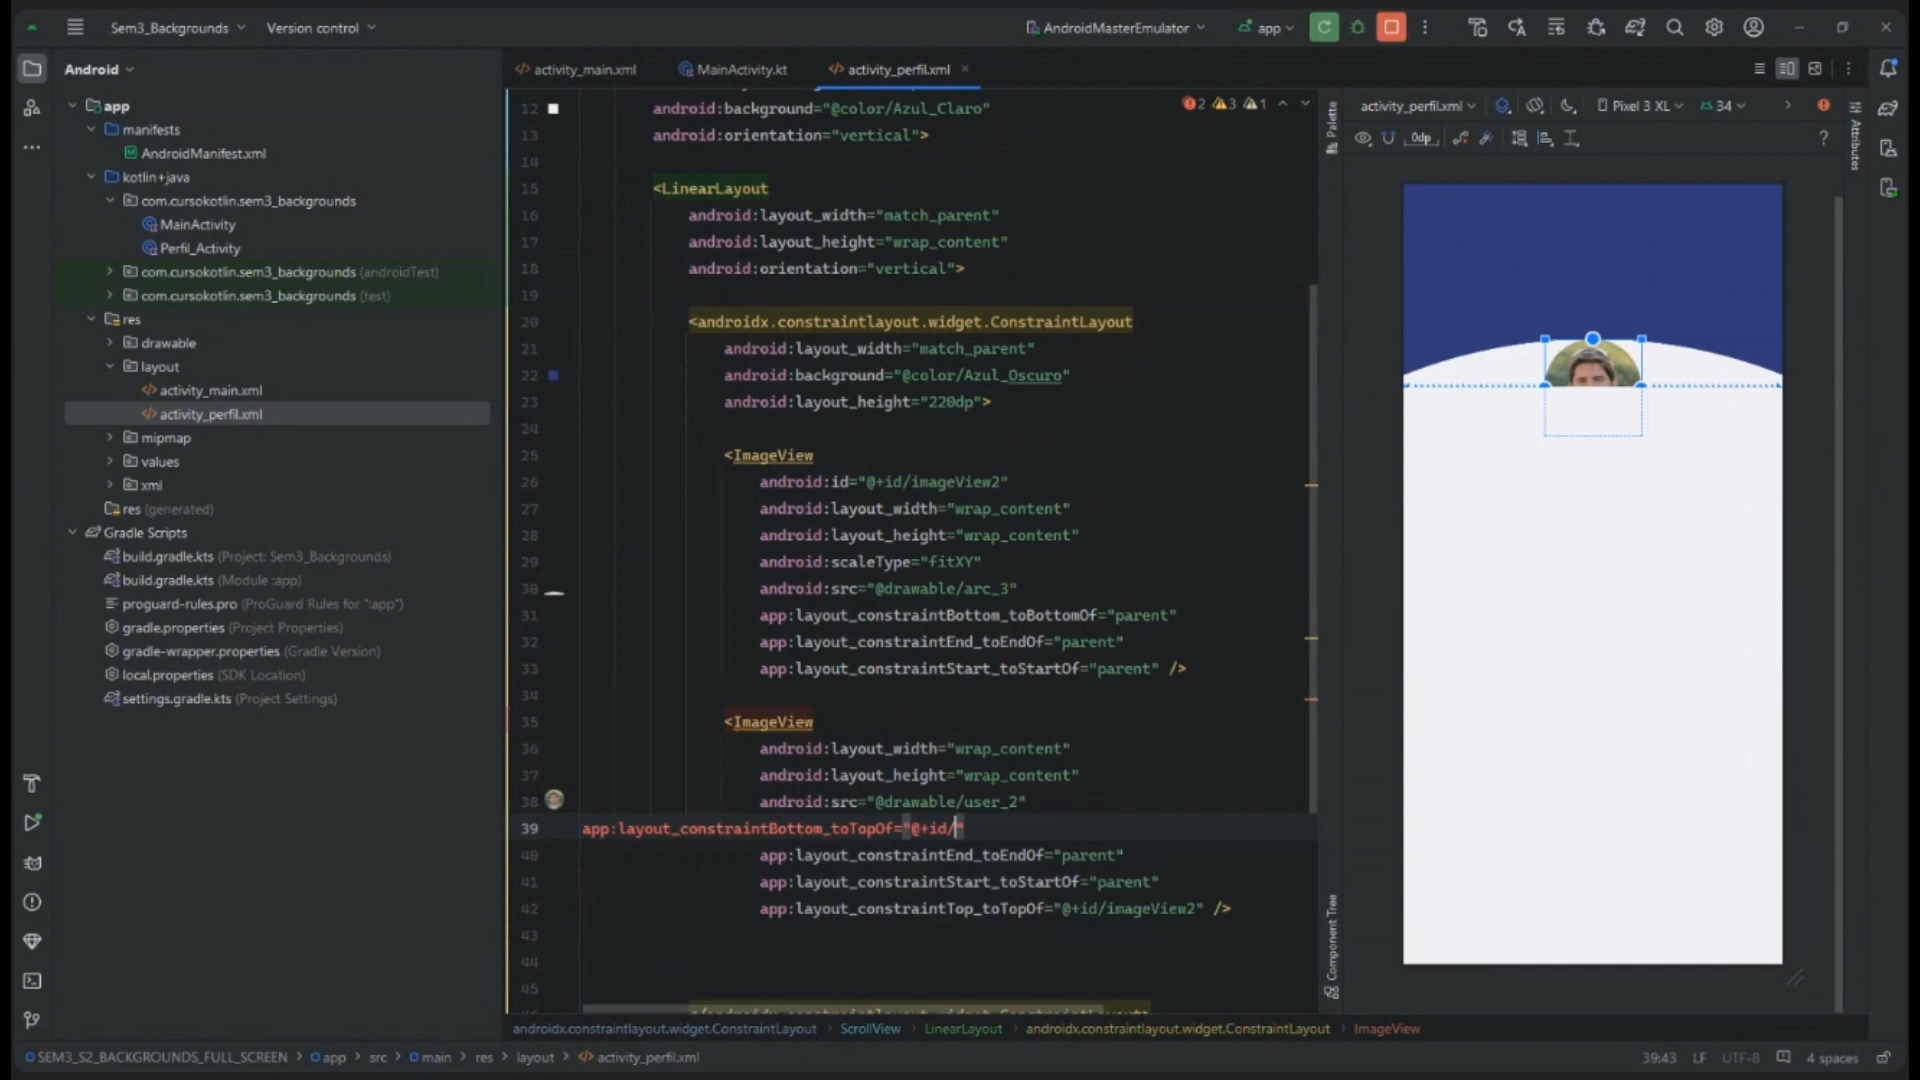 Sem3_Backgrounds
Version control
AndroidMasterEmulator
app
Android
activity_main.xml
MainActivity.kt
activity_perfil.xml
app
manifests
AndroidManifest.xml
kotlin+java
com.cursokotlin.sem3_backgrounds
MainActivity
Perfil_Activity
com.cursokotlin.sem3_backgrounds (androidTest)
com.cursokotlin.sem3_backgrounds (test)
res
drawable
layout
activity_main.xml
activity_perfil.xml
mipmap
values
xml
res (generated)
Gradle Scripts
build.gradle.kts (Project: Sem3_Backgrounds)
build.gradle.kts (Module :app)
proguard-rules.pro (ProGuard Rules for ":app")
gradle.properties (Project Properties)
gradle-wrapper.properties (Gradle Version)
local.properties (SDK Location)
settings.gradle.kts (Project Settings)
2 3 1
12 android:background="@color/Azul_Claro"
13 android:orientation="vertical">
14
15 <LinearLayout
16 android:layout_width="match_parent"
17 android:layout_height="wrap_content"
18 android:orientation="vertical">
19
20 <androidx.constraintlayout.widget.ConstraintLayout
21 android:layout_width="match_parent"
22 android:background="@color/Azul_Oscuro"
23 android:layout_height="220dp">
24
25 <ImageView
26 android:id="@+id/imageView2"
27 android:layout_width="wrap_content"
28 android:layout_height="wrap_content"
29 android:scaleType="fitXY"
30 android:src="@drawable/arc_3"
31 app:layout_constraintBottom_toBottomOf="parent"
32 app:layout_constraintEnd_toEndOf="parent"
33 app:layout_constraintStart_toStartOf="parent" />
34
35 <ImageView
36 android:layout_width="wrap_content"
37 android:layout_height="wrap_content"
38 android:src="@drawable/user_2"
39 app:layout_constraintBottom_toTopOf="@+id/"
40 app:layout_constraintEnd_toEndOf="parent"
41 app:layout_constraintStart_toStartOf="parent"
42 app:layout_constraintTop_toTopOf="@+id/imageView2" />
43
44
45
</androidx.constraintlayout.widget.ConstraintLayout>
Palette
Component Tree
activity_perfil.xml
Pixel 3 XL
34
0dp
?
Attributes
androidx.constraintlayout.widget.ConstraintLayout
ScrollView
LinearLayout
androidx.constraintlayout.widget.ConstraintLayout
ImageView
SEM3_S2_BACKGROUNDS_FULL_SCREEN > app > src > main > res > layout > activity_perfil.xml
39:43 LF UTF-8 4 spaces